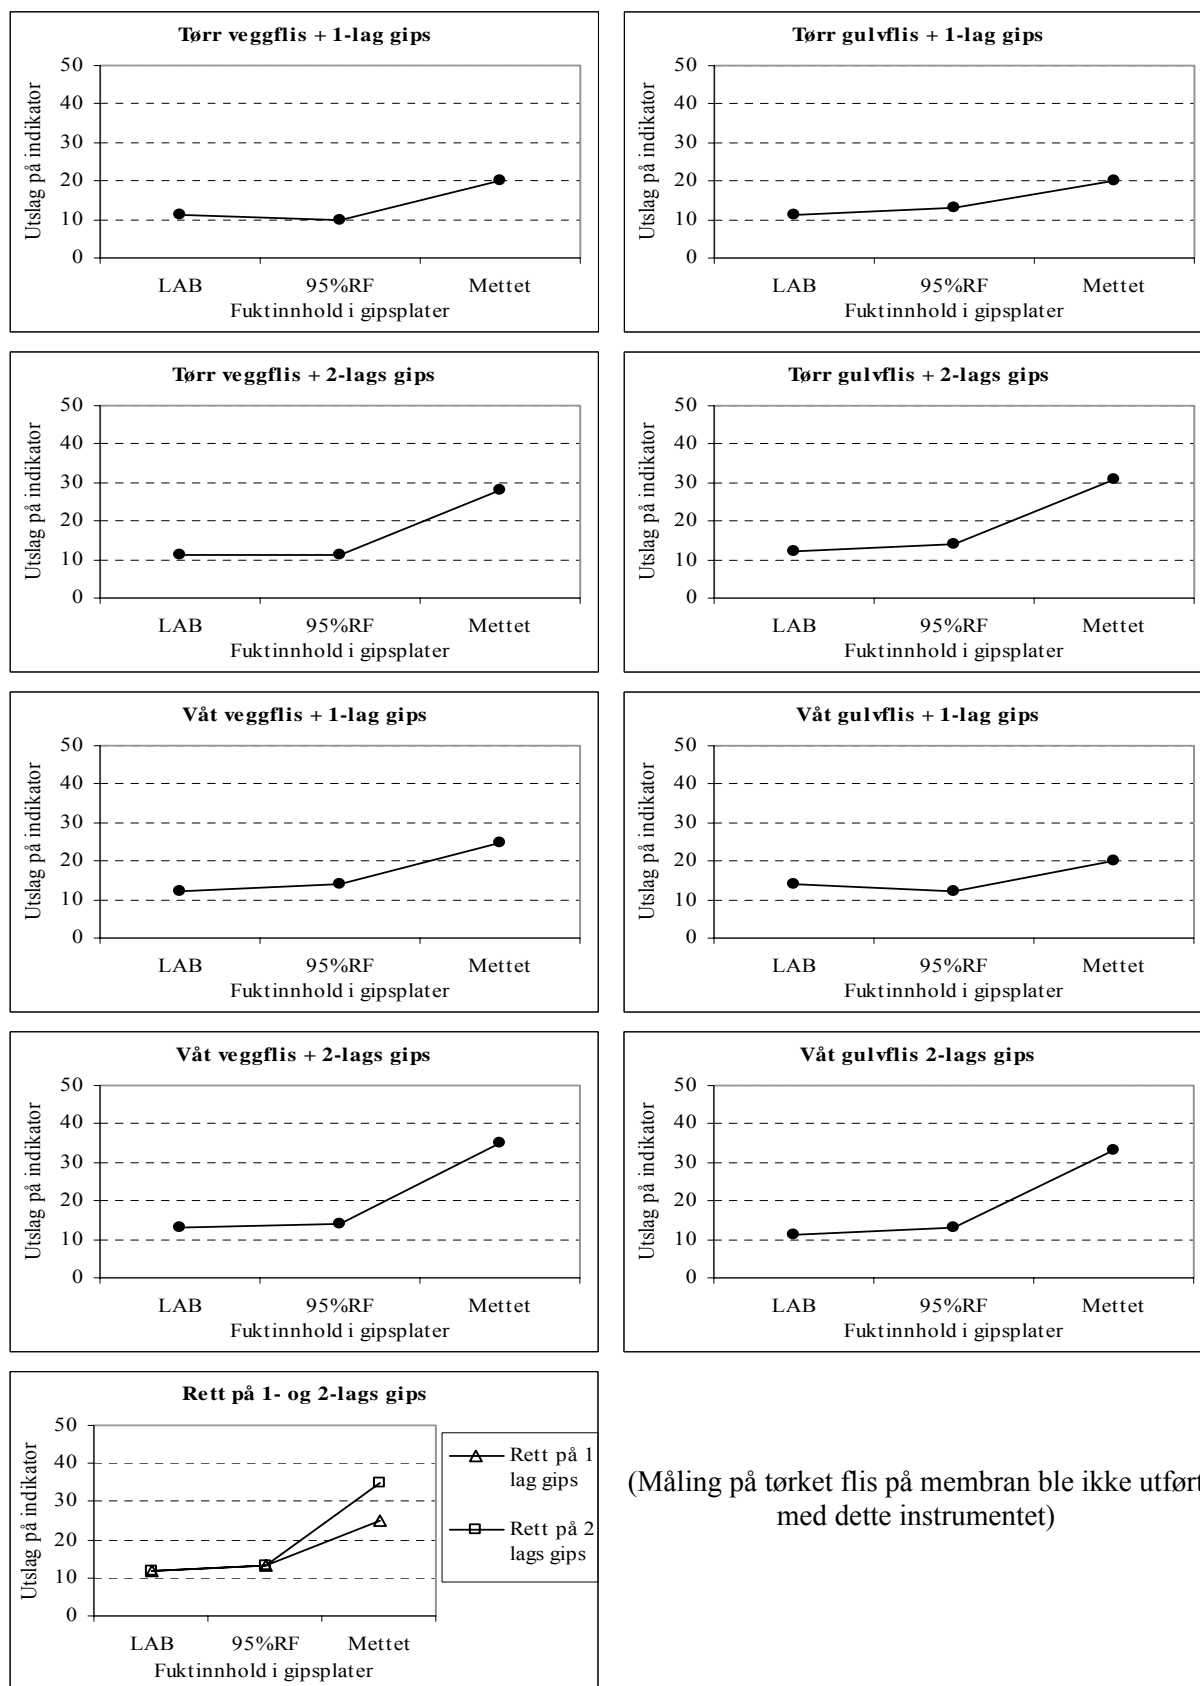 Tørr veggflis + 1-lag gips
Utslag på indikator
50
40
30
20
10
0
LAB 95%RF Mettet
Fuktinnhold i gipsplater
Tørr gulvflis + 1-lag gips
Utslag på indikator
50
40
30
20
10
0
LAB 95%RF Mettet
Fuktinnhold i gipsplater
Tørr veggflis + 2-lags gips
Utslag på indikator
50
40
30
20
10
0
LAB 95%RF Mettet
Fuktinnhold i gipsplater
Tørr gulvflis + 2-lags gips
Utslag på indikator
50
40
30
20
10
0
LAB 95%RF Mettet
Fuktinnhold i gipsplater
Våt veggflis + 1-lag gips
Utslag på indikator
50
40
30
20
10
0
LAB 95%RF Mettet
Fuktinnhold i gipsplater
Våt gulvflis + 1-lag gips
Utslag på indikator
50
40
30
20
10
0
LAB 95%RF Mettet
Fuktinnhold i gipsplater
Våt veggflis + 2-lags gips
Utslag på indikator
50
40
30
20
10
0
LAB 95%RF Mettet
Fuktinnhold i gipsplater
Våt gulvflis 2-lags gips
Utslag på indikator
50
40
30
20
10
0
LAB 95%RF Mettet
Fuktinnhold i gipsplater
Rett på 1- og 2-lags gips
Utslag på indikator
50
40
30
20
10
0
LAB 95%RF Mettet
Fuktinnhold i gipsplater
Rett på 1
lag gips
Rett på 2
lags gips
(Måling på tørket flis på membran ble ikke utført
med dette instrumentet)